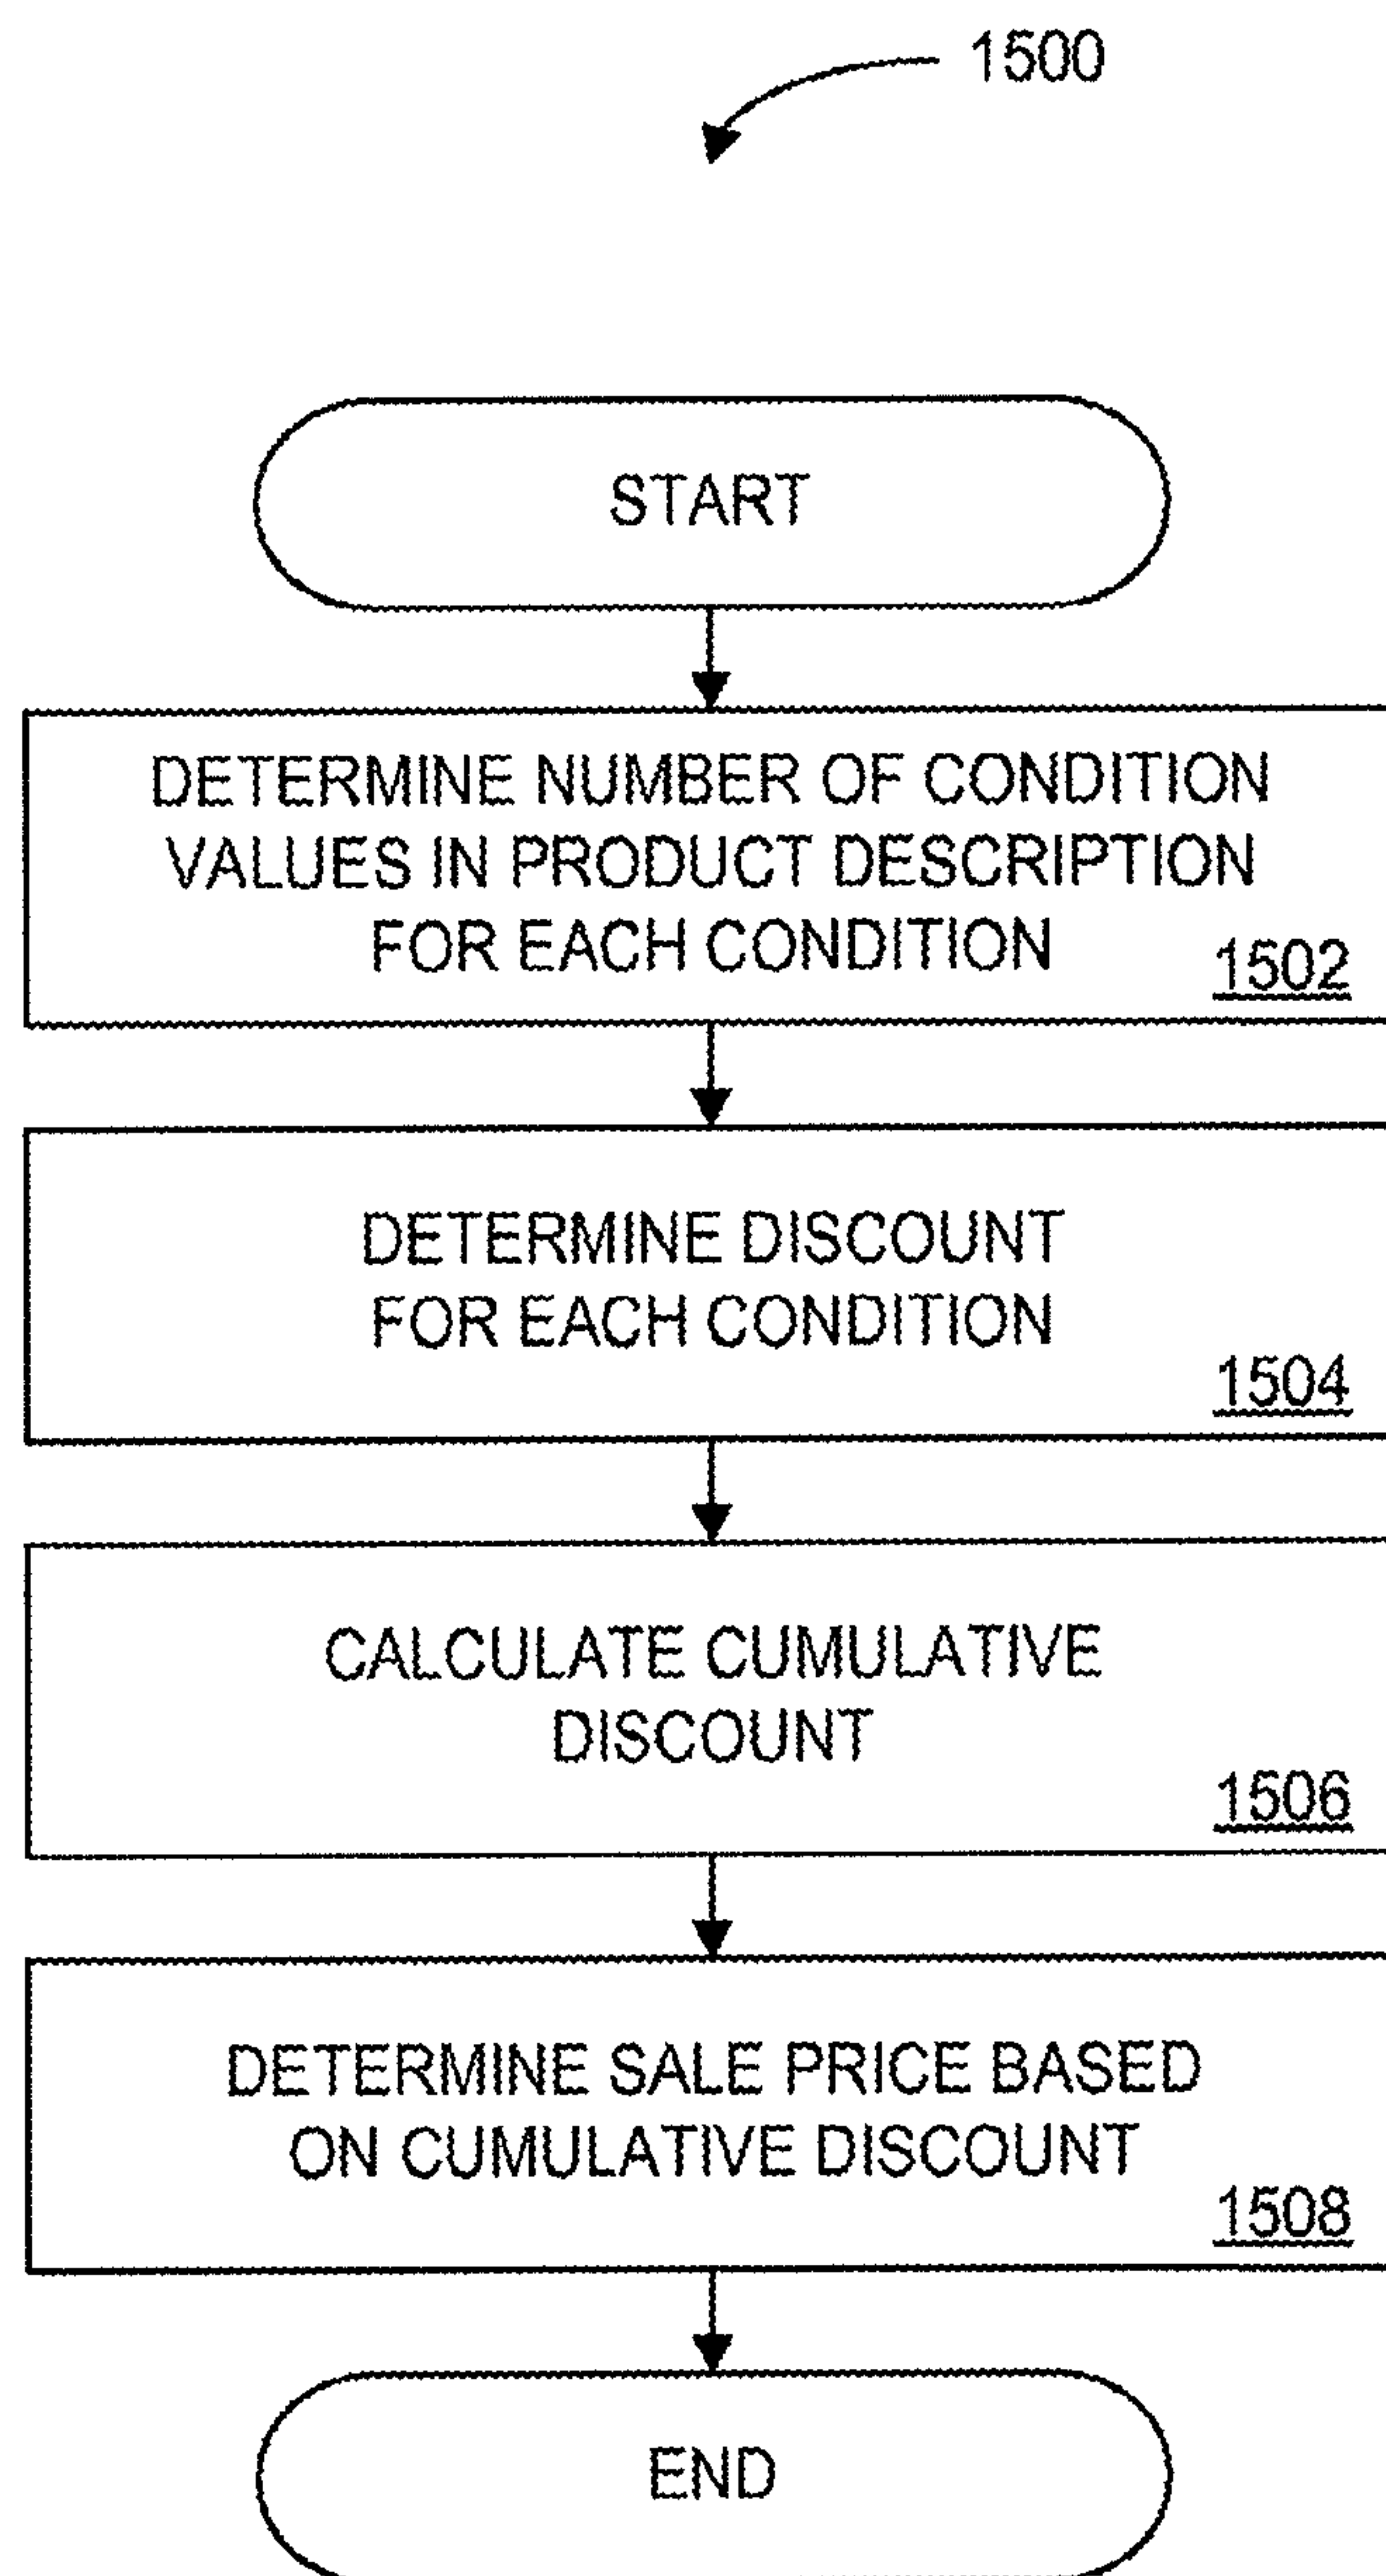 1500
START
DETERMINE NUMBER OF CONDITION
VALUES IN PRODUCT DESCRIPTION
FOR EACH CONDITION
1502
DETERMINE DISCOUNT
FOR EACH CONDITION
1504
CALCULATE CUMULATIVE
DISCOUNT
1506
DETERMINE SALE PRICE BASED
ON CUMULATIVE DISCOUNT
1508
END